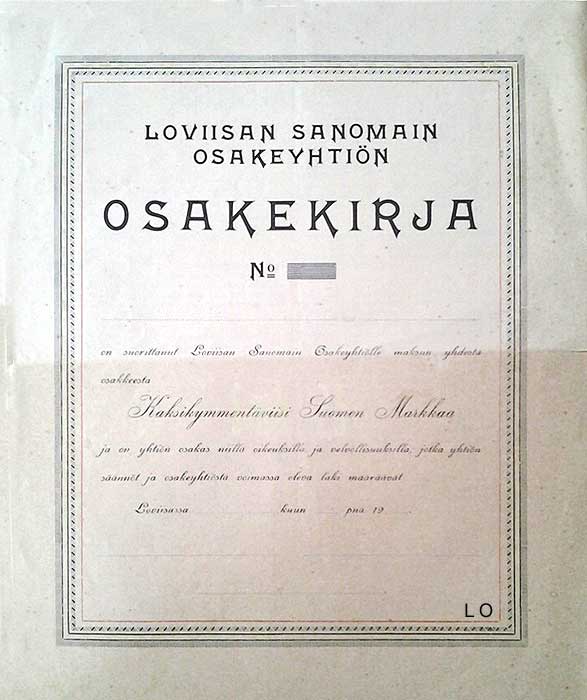 LOVIISAN SANOMAIN
OSAKEYHTIÖN
OSAKEKIRJA
No
on suorittanut Loviisan Sanomain Osakeyhtiölle maksun yhdestä
osakkeesta
Kaksikymmentäviisi Suomen Markkaa
ja on yhtiön osakas niillä oikeuksilla ja velvollisuuksilla, jotka yhtiön
säännöt ja osakeyhtiöstä voimassa oleva laki määräävät
Loviisassa kuun pnä 19
LO